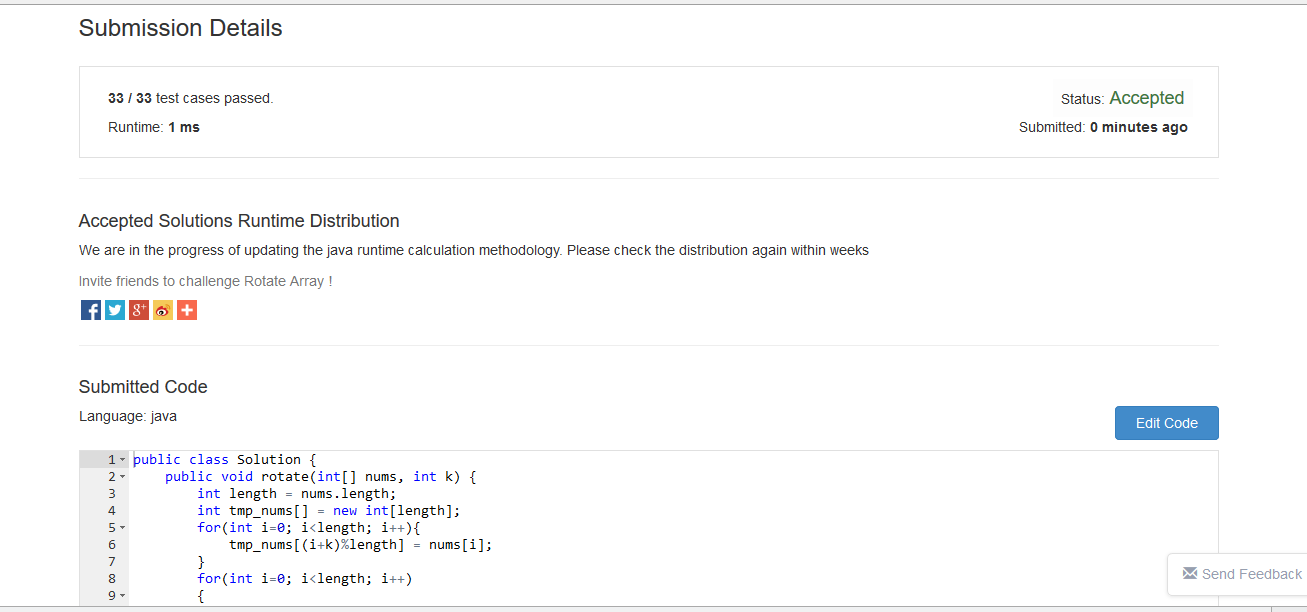 Submission Details
33 / 33 test cases passed.
Status: Accepted
Runtime: 1 ms
Submitted: 0 minutes ago
Accepted Solutions Runtime Distribution
We are in the progress of updating the java runtime calculation methodology. Please check the distribution again within weeks
Invite friends to challenge Rotate Array !
f
g+
Submitted Code
Language: java
Edit Code
1 public class Solution {
2 public void rotate(int[] nums, int k) {
3 int length = nums.length;
4 int tmp_nums[] = new int[length];
5 for(int i=0; i<length; i++){
6 tmp_nums[(i+k)%length] = nums[i];
7 }
8 for(int i=0; i<length; i++)
9 {
Send Feedback